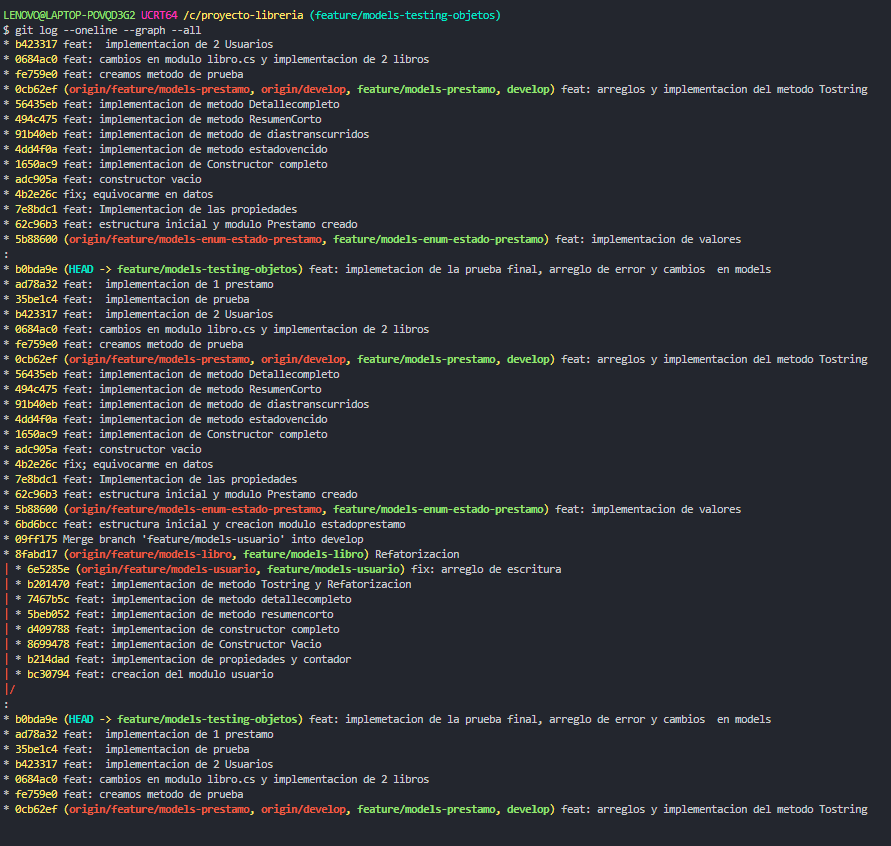 LENOVO@LAPTOP-POVQD3G2 UCRT64 /c/proyecto-libreria (feature/models-testing-objetos)
$ git log --oneline --graph --all
* b423317 feat:  implementacion de 2 Usuarios
* 0684ac0 feat: cambios en modulo libro.cs y implementacion de 2 libros
* fe759e0 feat: creamos metodo de prueba
* 0cb62ef (origin/feature/models-prestamo, origin/develop, feature/models-prestamo, develop) feat: arreglos y implementacion del metodo Tostring
* 56435eb feat: implementacion de metodo Detallecompleto
* 494c475 feat: implementacion de metodo ResumenCorto
* 91b40eb feat: implementacion de metodo de diastranscurridos
* 4dd4f0a feat: implementacion de metodo estadovencido
* 1650ac9 feat: implementacion de Constructor completo
* adc905a feat: constructor vacio
* 4b2e26c fix; equivocarme en datos
* 7e8bdc1 feat: Implementacion de las propiedades
* 62c96b3 feat: estructura inicial y modulo Prestamo creado
* 5b88600 (origin/feature/models-enum-estado-prestamo, feature/models-enum-estado-prestamo) feat: implementacion de valores
:
* b0bda9e (HEAD -> feature/models-testing-objetos) feat: implemetacion de la prueba final, arreglo de error y cambios  en models
* ad78a32 feat:  implementacion de 1 prestamo
* 35be1c4 feat:  implementacion de prueba
* b423317 feat:  implementacion de 2 Usuarios
* 0684ac0 feat: cambios en modulo libro.cs y implementacion de 2 libros
* fe759e0 feat: creamos metodo de prueba
* 0cb62ef (origin/feature/models-prestamo, origin/develop, feature/models-prestamo, develop) feat: arreglos y implementacion del metodo Tostring
* 56435eb feat: implementacion de metodo Detallecompleto
* 494c475 feat: implementacion de metodo ResumenCorto
* 91b40eb feat: implementacion de metodo de diastranscurridos
* 4dd4f0a feat: implementacion de metodo estadovencido
* 1650ac9 feat: implementacion de Constructor completo
* adc905a feat: constructor vacio
* 4b2e26c fix; equivocarme en datos
* 7e8bdc1 feat: Implementacion de las propiedades
* 62c96b3 feat: estructura inicial y modulo Prestamo creado
* 5b88600 (origin/feature/models-enum-estado-prestamo, feature/models-enum-estado-prestamo) feat: implementacion de valores
* 6bd6bcc feat: estructura inicial y creacion modulo estadoprestamo
* 09ff175 Merge branch 'feature/models-usuario' into develop
* 8fabd17 (origin/feature/models-libro, feature/models-libro) Refatorizacion
| * 6e5285e (origin/feature/models-usuario, feature/models-usuario) fix: arreglo de escritura
| * b201470 feat: implementacion de metodo Tostring y Refatorizacion
| * 7467b5c feat: implementacion de metodo detallecompleto
| * 5beb052 feat: implementacion de metodo resumencorto
| * d409788 feat: implementacion de constructor completo
| * 8699478 feat: implementacion de Constructor Vacio
| * b214dad feat: implementacion de propiedades y contador
| * bc30794 feat: creacion del modulo usuario
|/
:
* b0bda9e (HEAD -> feature/models-testing-objetos) feat: implemetacion de la prueba final, arreglo de error y cambios  en models
* ad78a32 feat:  implementacion de 1 prestamo
* 35be1c4 feat:  implementacion de prueba
* b423317 feat:  implementacion de 2 Usuarios
* 0684ac0 feat: cambios en modulo libro.cs y implementacion de 2 libros
* fe759e0 feat: creamos metodo de prueba
* 0cb62ef (origin/feature/models-prestamo, origin/develop, feature/models-prestamo, develop) feat: arreglos y implementacion del metodo Tostring